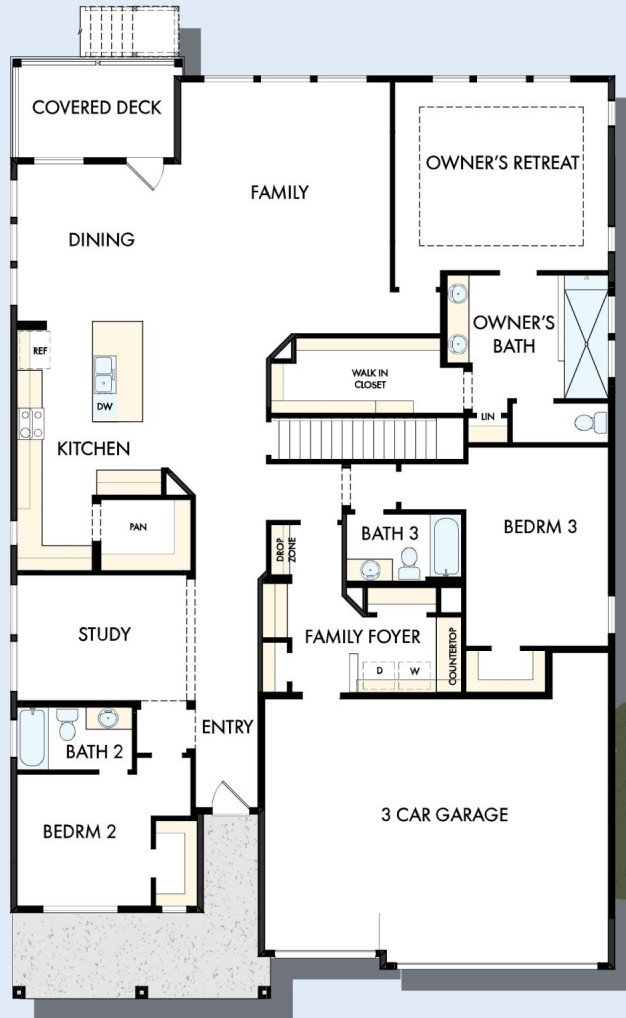 COVERED DECK
OWNER'S RETREAT
FAMILY
DINING
OWNER'S
BATH
REF
WALK IN
CLOSET
DW
LIN
KITCHEN
PAN
BATH 3
BEDRM 3
DROP
ZONE
STUDY
FAMILY FOYER
COUNTERTOP
D
W
ENTRY
BATH 2
3 CAR GARAGE
BEDRM 2